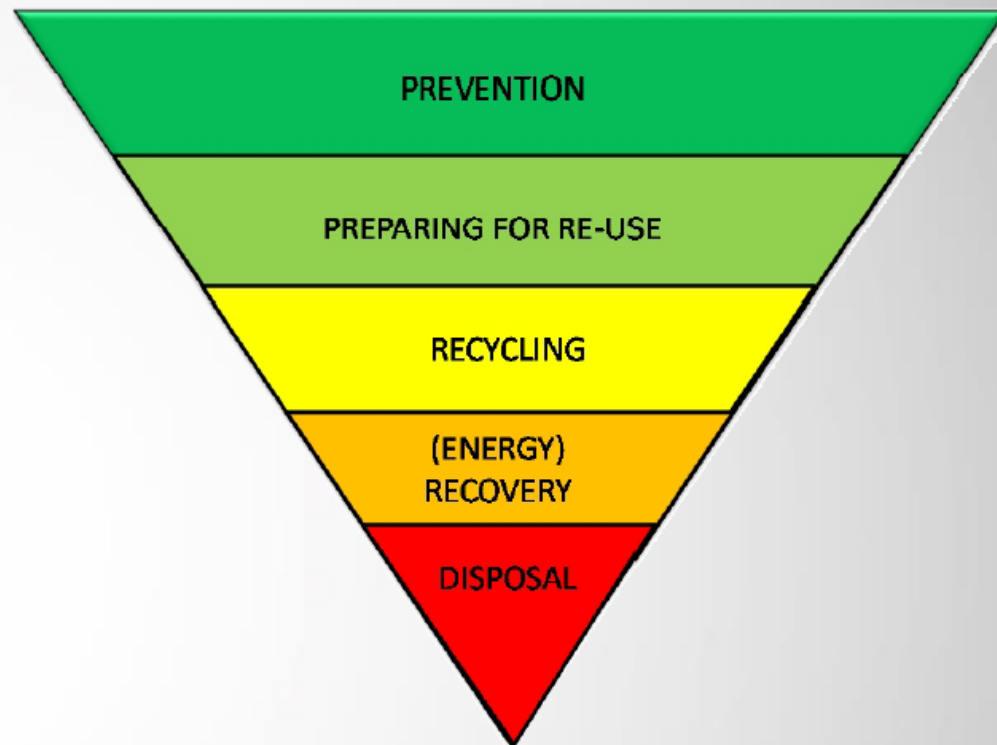 PREVENTION
PREPARING FOR RE-USE
RECYCLING
(ENERGY)
RECOVERY
DISPOSAL